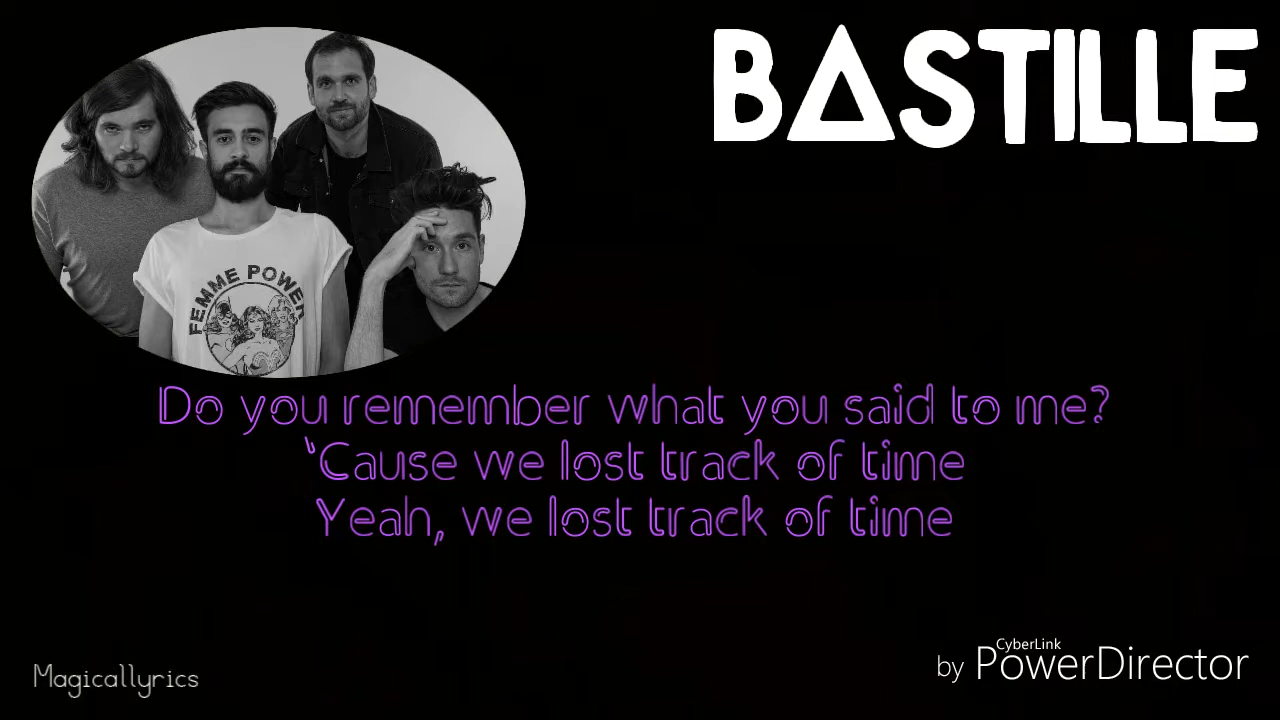 BASTILLE
FEMME POWER
Do you remember what you said to me?
‘Cause we lost track of time
Yeah, we lost track of time
Magicallyrics
by CyberLink PowerDirector